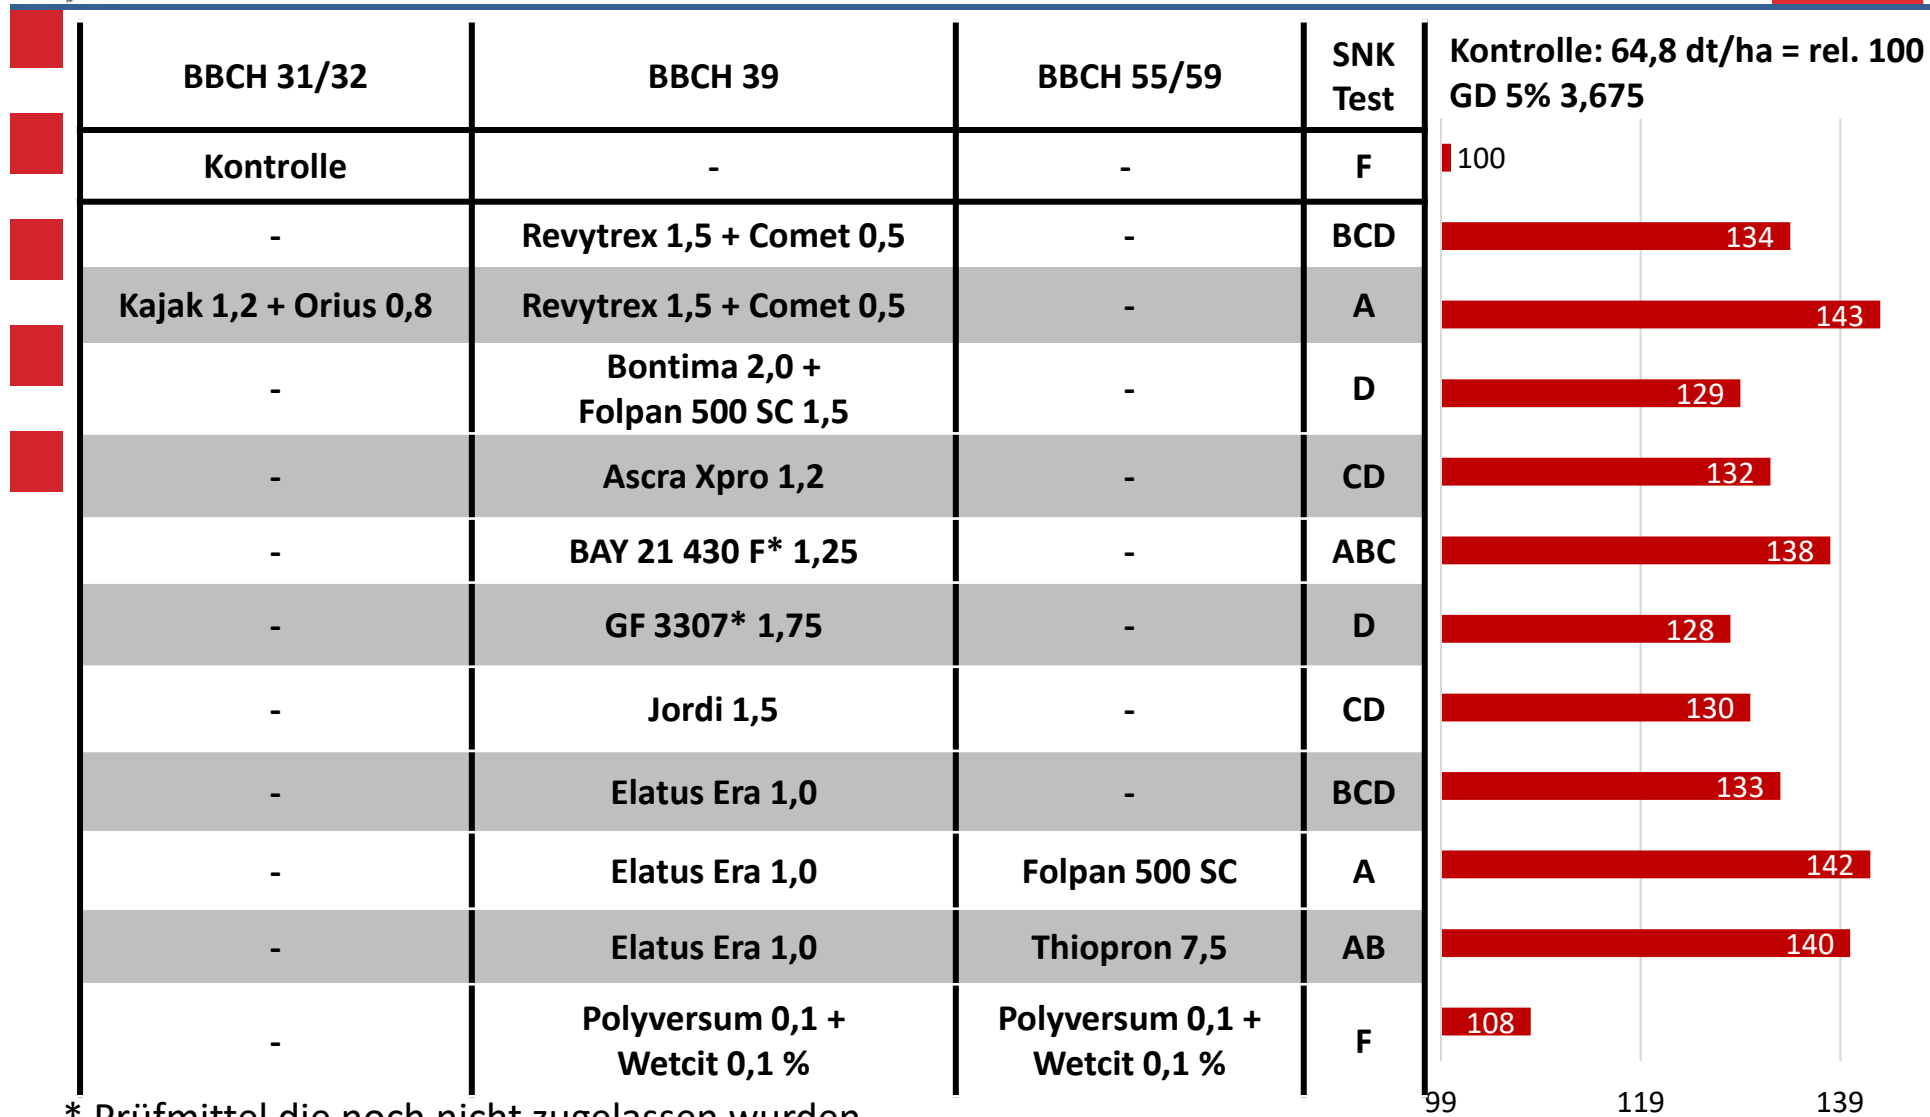 BBCH 31/32 BBCH 39 BBCH 55/59 SNK Test
Kontrolle: 64,8 dt/ha = rel. 100
GD 5% 3,675
Kontrolle - - F 100
- Revytrex 1,5 + Comet 0,5 - BCD 134
Kajak 1,2 + Orius 0,8 Revytrex 1,5 + Comet 0,5 - A 143
- Bontima 2,0 +
Folpan 500 SC 1,5 - D 129
- Ascra Xpro 1,2 - CD 132
- BAY 21 430 F* 1,25 - ABC 138
- GF 3307* 1,75 - D 128
- Jordi 1,5 - CD 130
- Elatus Era 1,0 - BCD 133
- Elatus Era 1,0 Folpan 500 SC A 142
- Elatus Era 1,0 Thiopron 7,5 AB 140
- Polyversum 0,1 +
Wetcit 0,1 % Polyversum 0,1 +
Wetcit 0,1 % F 108
99 119 139
* Prüfmittel die noch nicht zugelassen wurden